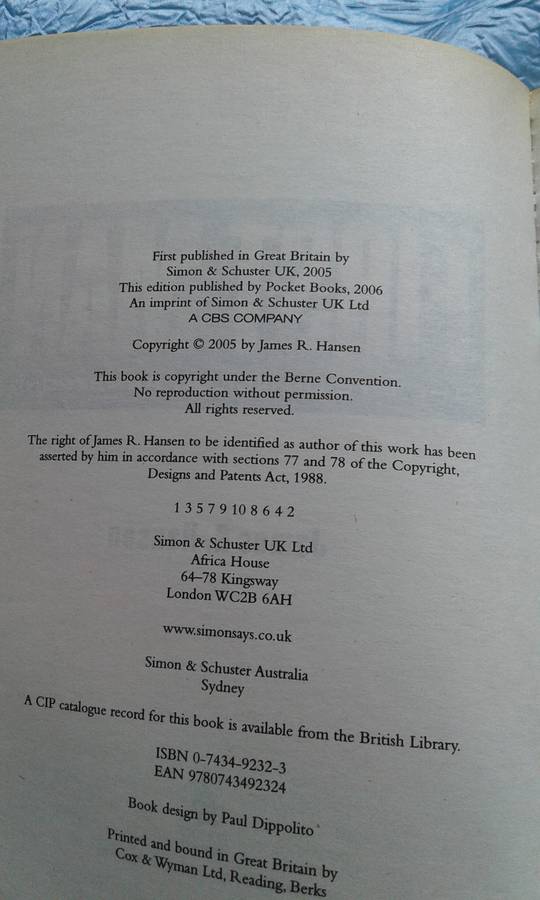 First published in Great Britain by
Simon & Schuster UK, 2005
This edition published by Pocket Books, 2006
An imprint of Simon & Schuster UK Ltd
A CBS COMPANY
Copyright © 2005 by James R. Hansen
This book is copyright under the Berne Convention.
No reproduction without permission.
All rights reserved.
The right of James R. Hansen to be identified as author of this work has been
asserted by him in accordance with sections 77 and 78 of the Copyright,
Designs and Patents Act, 1988.
1 3 5 7 9 10 8 6 4 2
Simon & Schuster UK Ltd
Africa House
64–78 Kingsway
London WC2B 6AH
www.simonsays.co.uk
Simon & Schuster Australia
Sydney
A CIP catalogue record for this book is available from the British Library.
ISBN 0-7434-9232-3
EAN 9780743492324
Book design by Paul Dippolito
Printed and bound in Great Britain by
Cox & Wyman Ltd, Reading, Berks